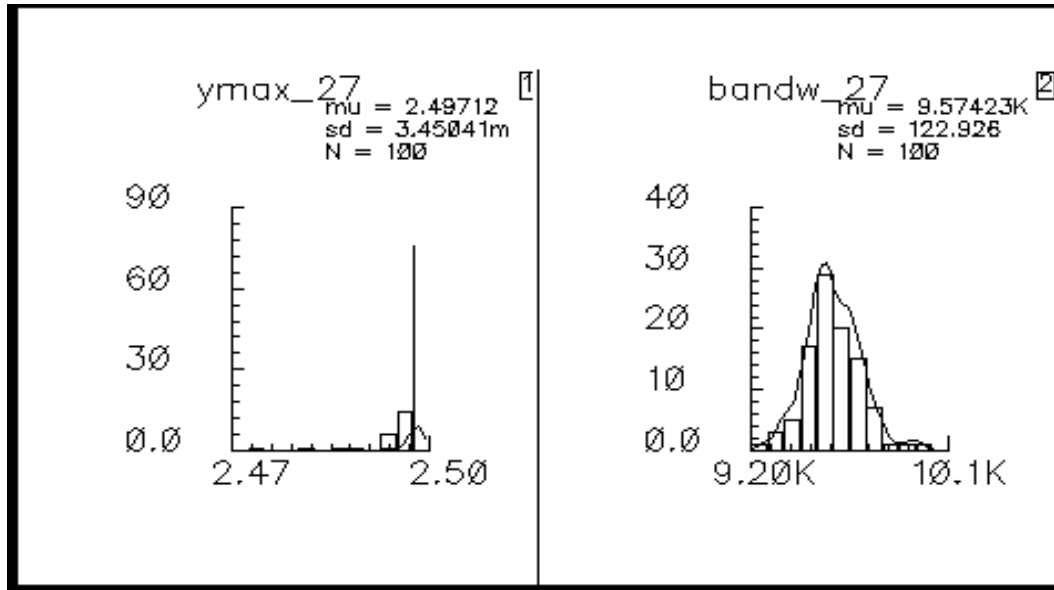 ymax_27
1
mu = 2.49712
sd = 3.45041m
N = 100
90
60
30
0.0
2.47
2.50
bandw_27
2
mu = 9.57423K
sd = 122.926
N = 100
40
30
20
10
0.0
9.20K
10.1K